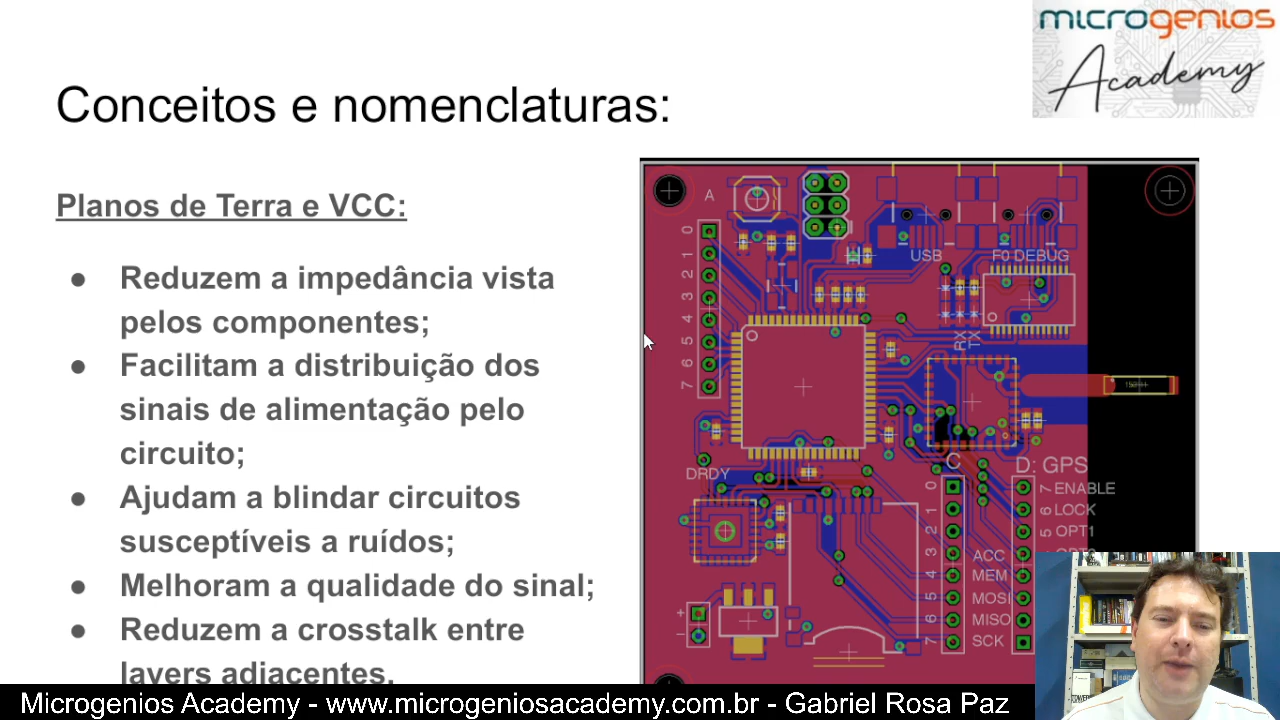 microgenios
Academy
Conceitos e nomenclaturas:
Planos de Terra e VCC:
● Reduzem a impedância vista
pelos componentes;
● Facilitam a distribuição dos
sinais de alimentação pelo
circuito;
● Ajudam a blindar circuitos
susceptíveis a ruídos;
● Melhoram a qualidade do sinal;
● Reduzem a crosstalk entre
layers adjacentes.
A
0
1
2
3
4
5
6
7
USB
F0 DEBUG
RX
TX
DRDY
C
D: GPS
0
1
2
3
4
5
6
7
7 ENABLE
6 LOCK
5 OPT1
ACC
MEM
MOSI
MISO
SCK
+
-
Microgenios Academy - www.microgeniosacademy.com.br - Gabriel Rosa Paz